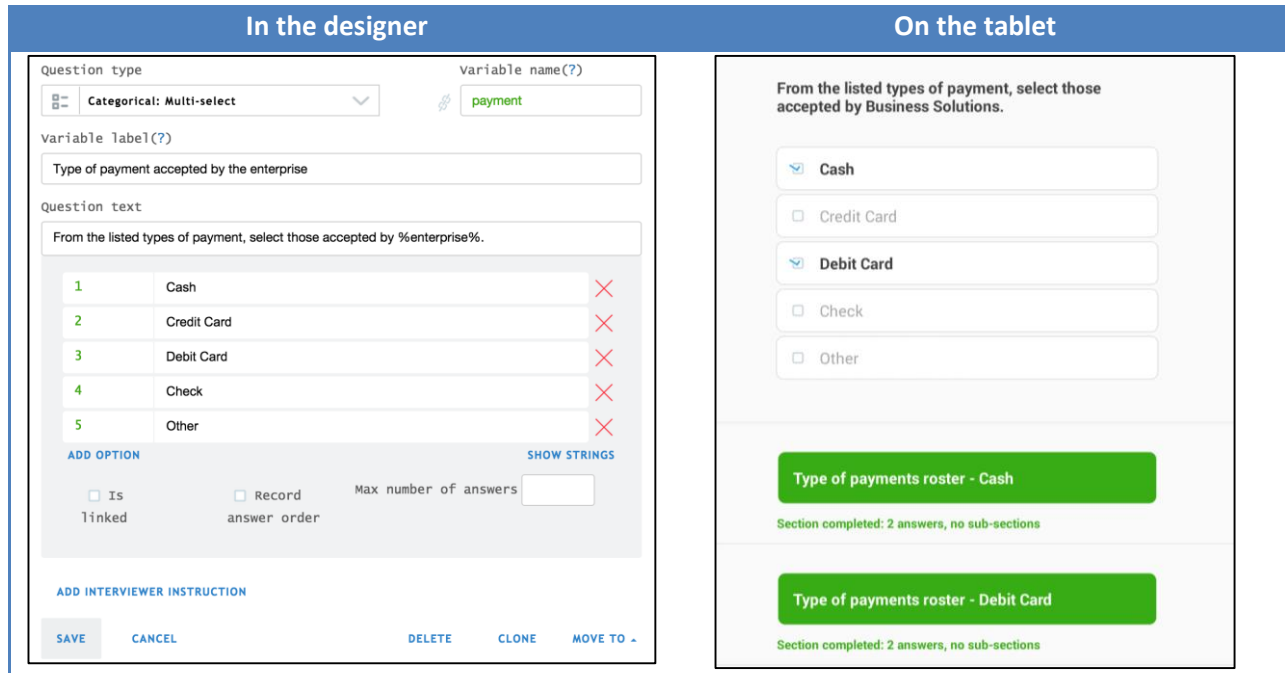 In the designer
On the tablet
Question type
Variable name(?)
Categorical: Multi-select
payment
Variable label(?)
Type of payment accepted by the enterprise
Question text
From the listed types of payment, select those accepted by %enterprise%.
1 Cash
2 Credit Card
3 Debit Card
4 Check
5 Other
ADD OPTION
SHOW STRINGS
Is
linked
Record
answer order
Max number of answers
ADD INTERVIEWER INSTRUCTION
SAVE
CANCEL
DELETE
CLONE
MOVE TO
From the listed types of payment, select those
accepted by Business Solutions.
Cash
Credit Card
Debit Card
Check
Other
Type of payments roster - Cash
Section completed: 2 answers, no sub-sections
Type of payments roster - Debit Card
Section completed: 2 answers, no sub-sections